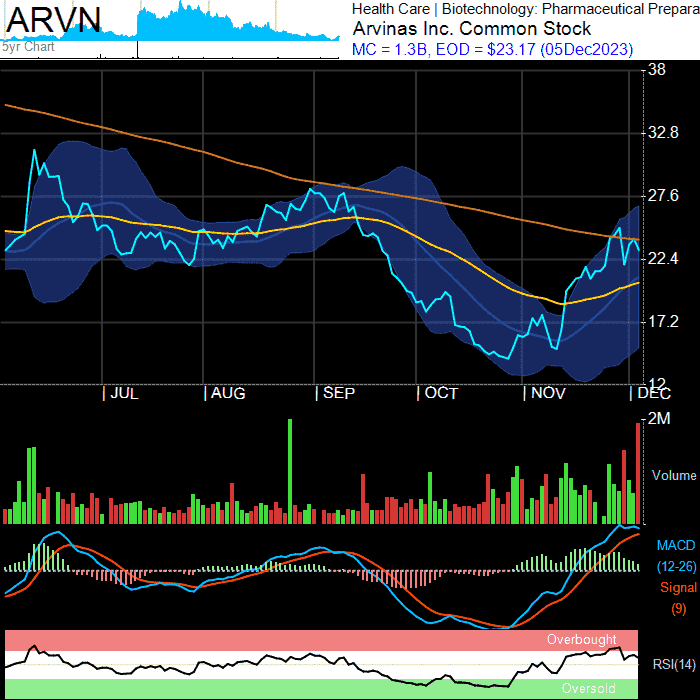 ARVN
5yr Chart
Health Care | Biotechnology: Pharmaceutical Prepara
Arvinas Inc. Common Stock
MC = 1.3B, EOD = $23.17 (05Dec2023)
38
32.8
27.6
22.4
17.2
12
| JUL | AUG | SEP | OCT | NOV | DEC
2M
Volume
MACD
(12-26)
Signal
(9)
Overbought
RSI(14)
Oversold